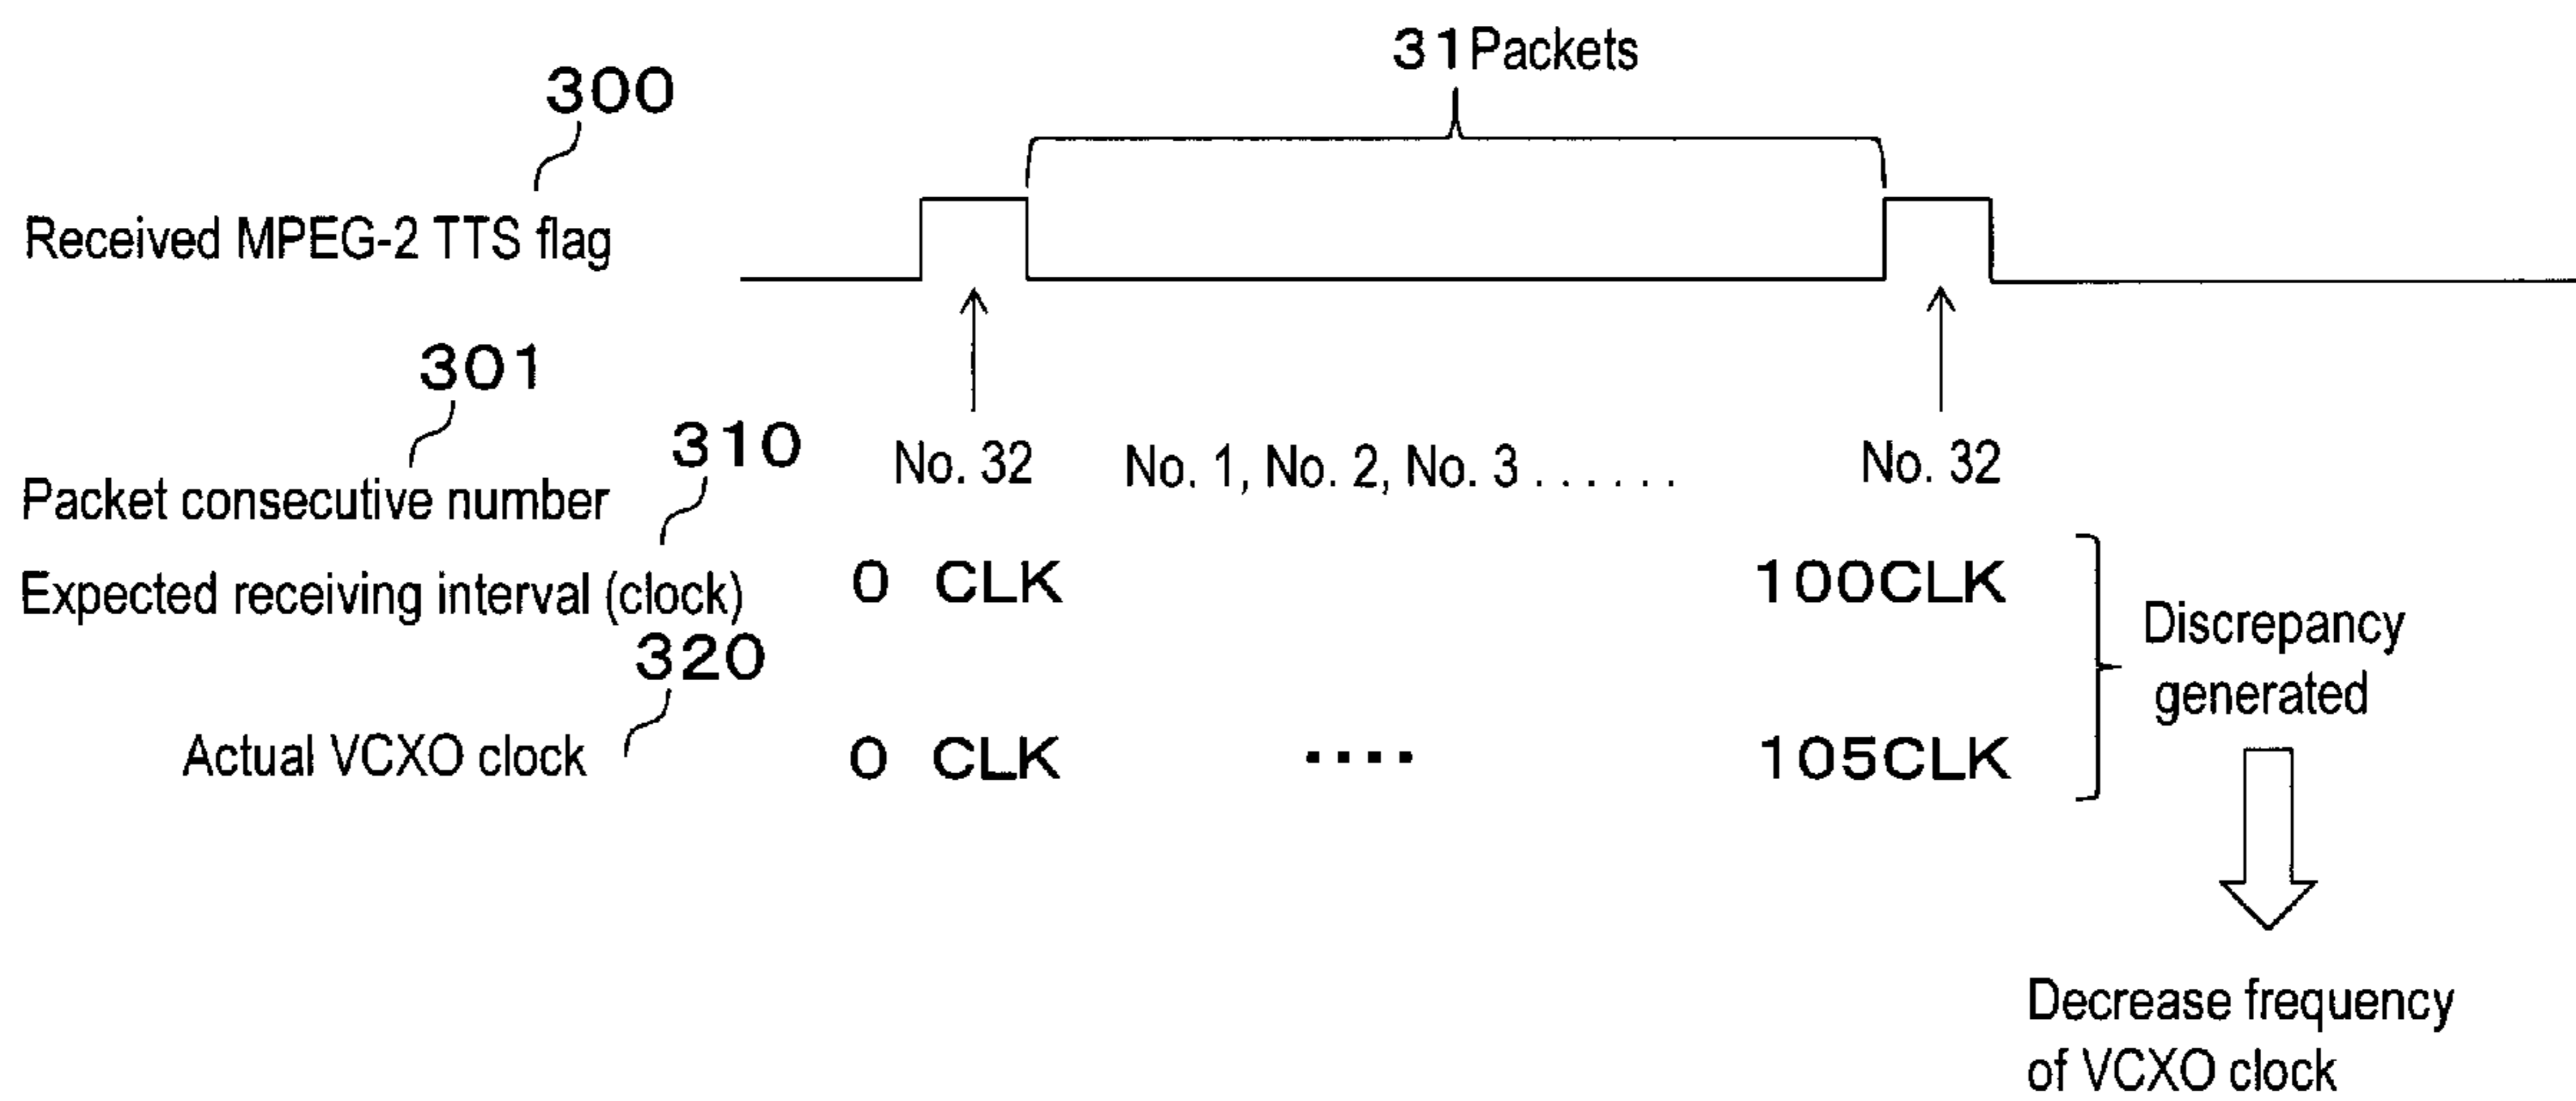 31Packets
300
Received MPEG-2 TTS flag
301
310
No. 32
No. 1, No. 2, No. 3 . . . . . .
No. 32
Packet consecutive number
Expected receiving interval (clock)
0 CLK
100CLK
320
Discrepancy
generated
Actual VCXO clock
0 CLK
....
105CLK
Decrease frequency
of VCXO clock